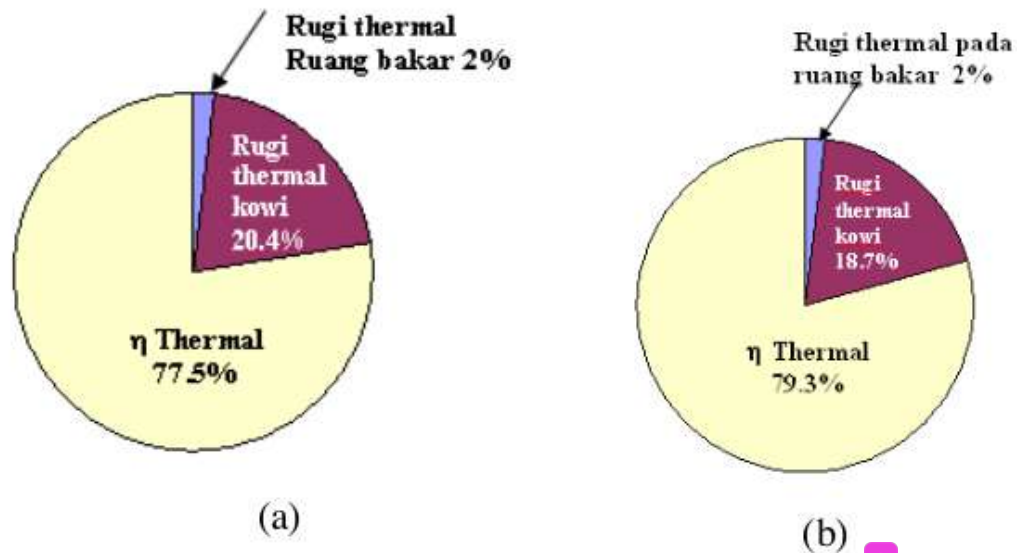 Rugi thermal
Ruang bakar 2%
Rugi
thermal
kowi
20.4%
η Thermal
77.5%
(a)
Rugi thermal pada
ruang bakar 2%
Rugi
thermal
kowi
18.7%
η Thermal
79.3%
(b)